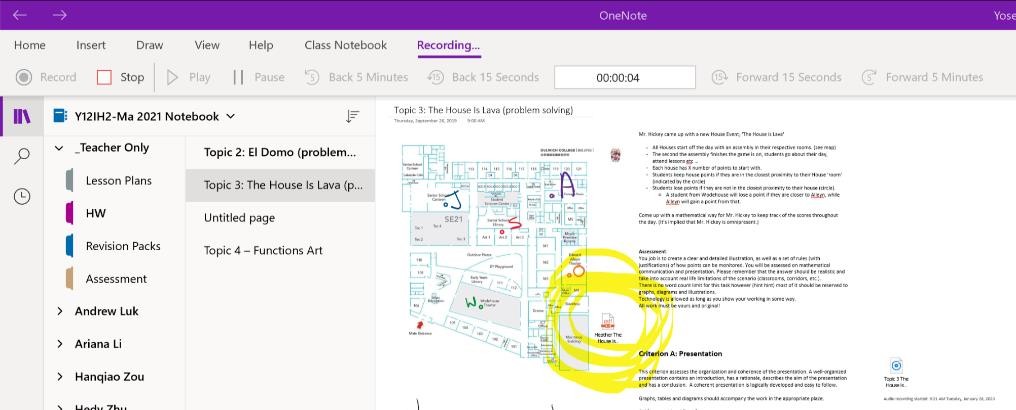 OneNote
Yose
Home Insert Draw View Help Class Notebook Recording...
Record Stop Play Pause Back 5 Minutes Back 15 Seconds 00:00:04 Forward 15 Seconds Forward 5 Minutes
Y12IH2-Ma 2021 Notebook
_Teacher Only
Lesson Plans
HW
Revision Packs
Assessment
Andrew Luk
Ariana Li
Hanqiao Zou
Hedy Zhu
Topic 2: El Domo (problem...
Topic 3: The House Is Lava (p...
Untitled page
Topic 4 – Functions Art
Topic 3: The House Is Lava (problem solving)
9:00 AM
SE21
J
S
A
W
Outdoor Plaza
Main Entrance
Heather The
House is..
Mr. Hickey came up with a new House Event; 'The House is Lava'
All Houses start off the day with an assembly in their respective rooms. (see map)
The second the assembly finishes the game is on, students go about their day,
attend lessons etc ...
Each house has X number of points to start with.
Students keep house points if they are in the closest proximity to their House 'room'
(indicated by the circle)
Students lose points if they are not in the closest proximity to their house (circle).
A student from Wodehouse will lose a point if they are closer to Alleyn, while
Alleyn will gain a point from that.
Come up with a mathematical way for Mr. Hickey to keep track of the scores throughout
the day. (It's implied that Mr. Hickey is omnipresent.)
Assessment
You job is to create a clear and detailed illustration, as well as a set of rules (with
justifications) of how points can be monitored. You will be assessed on mathematical
communication and presentation. Please remember that the answer should be realistic and
take into account real life limitations of the scenario (classrooms, corridors, etc.)
There is no word count limit for this task however (hint hint) most of it should be reserved to
graphs, diagrams and illustrations.
Technology is allowed as long as you show your working in some way.
All work must be yours and original!
Criterion A: Presentation
This criterion assesses the organization and coherence of the presentation. A well-organized
presentation contains an introduction, has a rationale, describes the aim of the presentation
and has a conclusion. A coherent presentation is logically developed and easy to follow.
Graphs, tables and diagrams should accompany the work in the appropriate place.
Topic 3 The
House is..